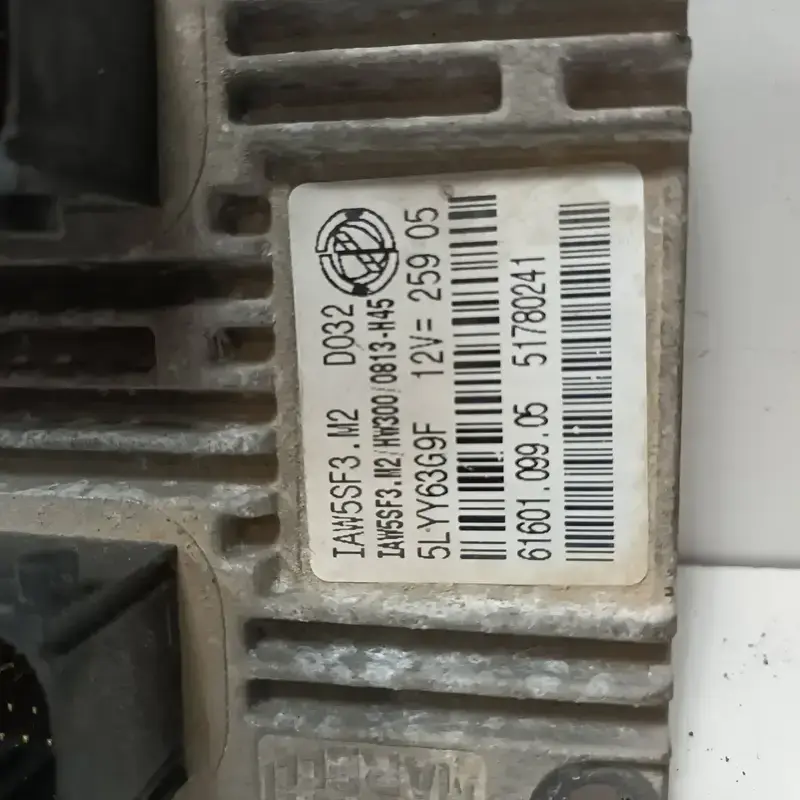 IAW5SF3.M2 D032
IAW5SF3.M2/HW300/0813-H45
5LYY63G9F 12V= 259 05
61601.099.05 51780241